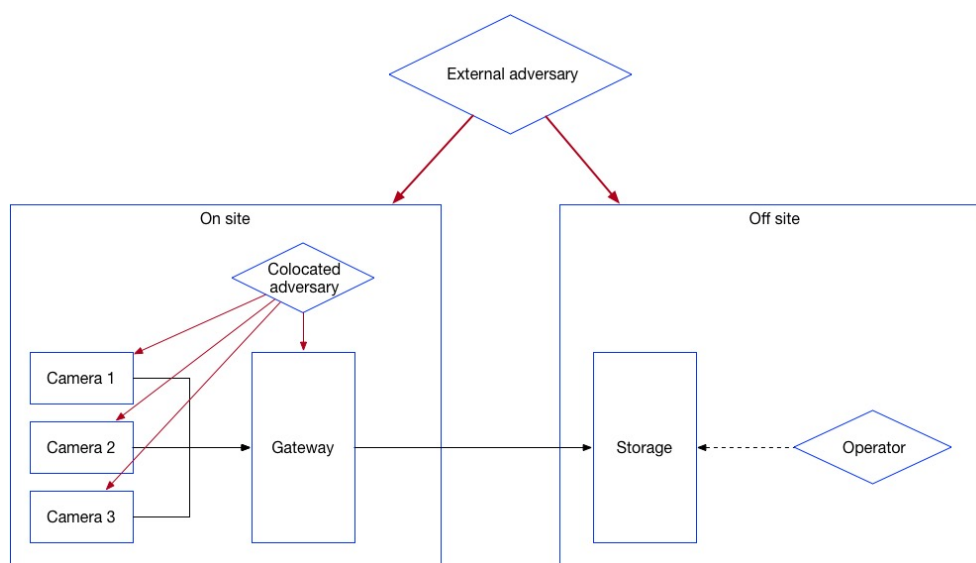 External adversary
On site
Off site
Colocated
adversary
Camera 1
Camera 2
Gateway
Storage
Operator
Camera 3